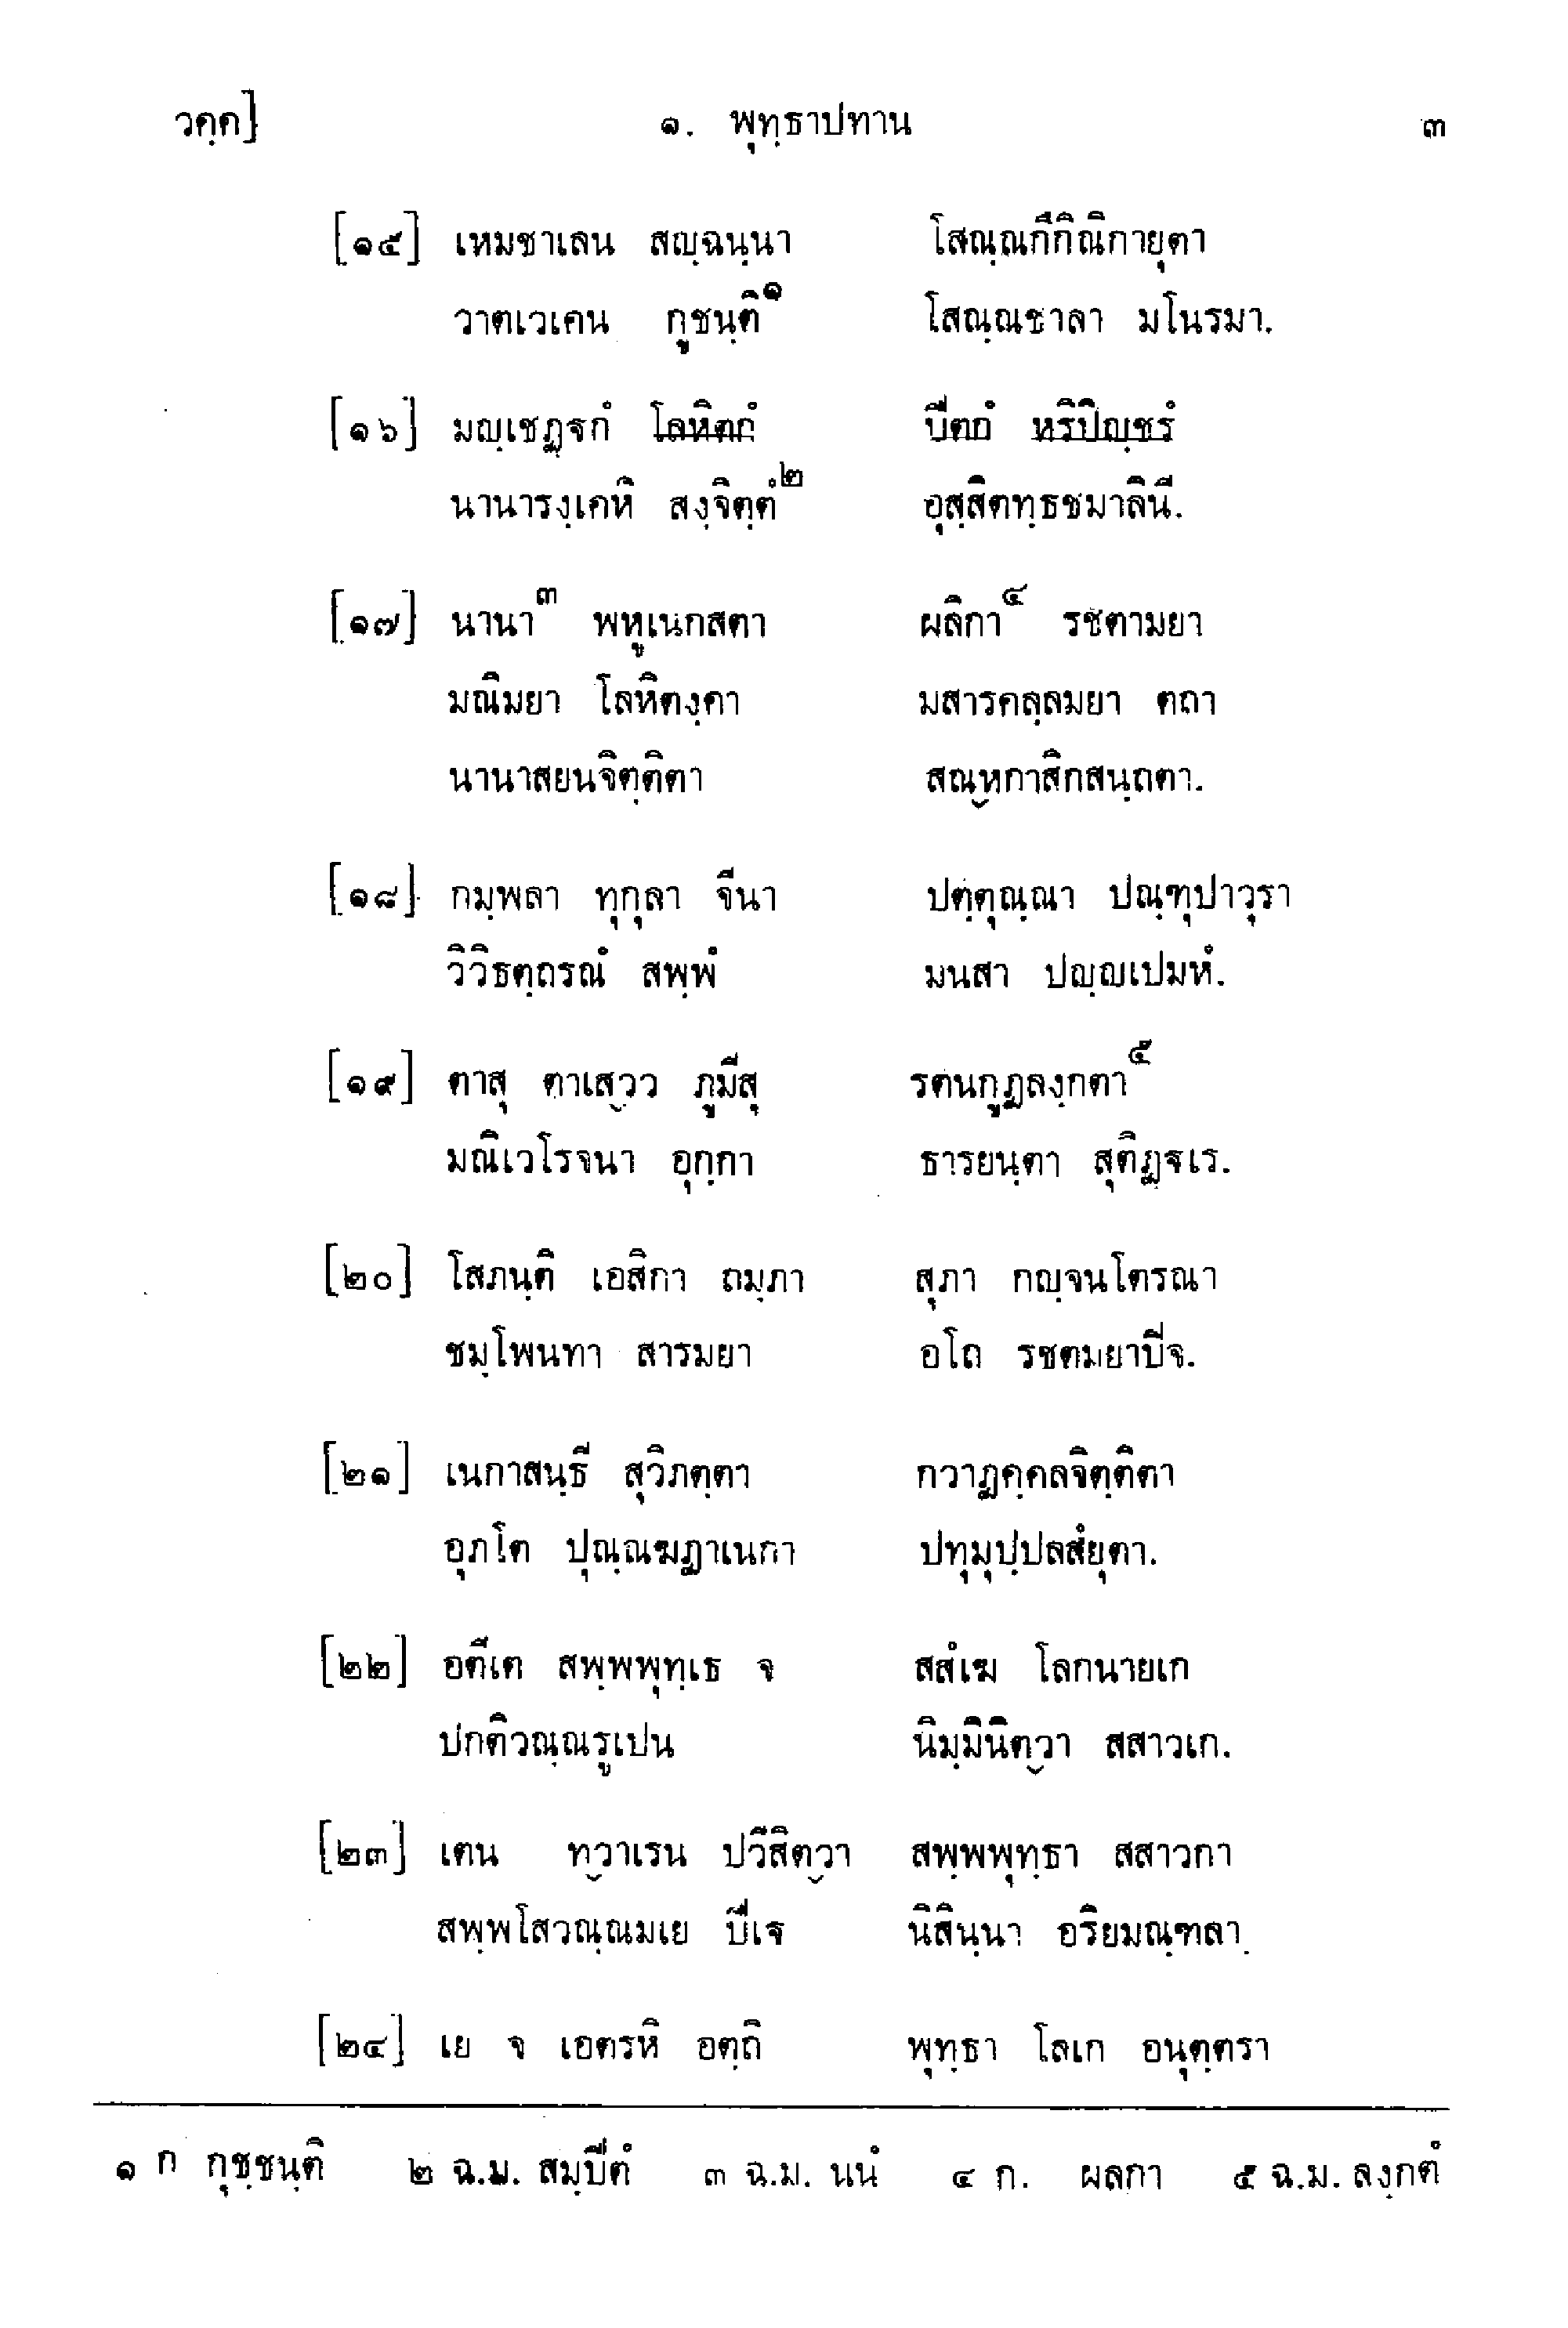 วคฺค] ๑. พุทฺธาปทาน ๓
[๑๕] เหมชาเลน สญฺฉนฺนา โสณฺณกึกิณิกายุตา
วาตเวเคน กูชนฺติ๑ โสณฺณชาลา มโนรมา.
[๑๖] มญฺเชฏฺฐกํ โลหิตกํ ปีตกํ หริปิญฺชรํ
นานารงฺเคหิ สงฺจิตฺตํ๒ อุสฺสิตทฺธชมาลินี.
[๑๗] นานา๓ พหูเนกสตา ผลิกา๔ รชตามยา
มณิมยา โลหิตงฺคา มสารคลฺลมยา ตถา
นานาสยนจิตฺติตา สณฺหกาสิกสนฺถตา.
[๑๘] กมฺพลา ทุกุลา จีนา ปตฺตุณฺณา ปณฺฑุปาวุรา
วิวิธตฺถรณํ สพฺพํ มนสา ปญฺญเปมหํ.
[๑๙] ตาสุ ตาเสฺวว ภูมีสุ รตนกูฏลงฺกตา๕
มณิเวโรจนา อุกฺกา ธารยนฺตา สุติฏฺฐเร.
[๒๐] โสภนฺติ เอสิกา ถมฺภา สุภา กญฺจนโตรณา
ชมฺโพนทา สารมยา อโถ รชตมยาปิจ.
[๒๑] เนกาสนฺธี สุวิภตฺตา กวาฏคฺคลจิตฺติตา
อุภโต ปุณฺณฆฏาเนกา ปทุมุปฺปลสํยุตา.
[๒๒] อตีเต สพฺพพุทฺเธ จ สสํเฆ โลกนายเก
ปกติวณฺณรูเปน นิมฺมินิตฺวา สสาวเก.
[๒๓] เตน ทฺวาเรน ปวีสิตฺวา สพฺพพุทฺธา สสาวกา
สพฺพโสวณฺณมเย ปีเฐ นิสินฺนา อริยมณฺฑลา.
[๒๔] เย จ เอตรหิ อตฺถิ พุทฺธา โลเก อนุตฺตรา
๑ ก กุชฺชนฺติ ๒ ฉ.ม. สมฺปีตํ ๓ ฉ.ม. นนํ ๔ ก. ผลกา ๕ ฉ.ม. ลงฺกตํ